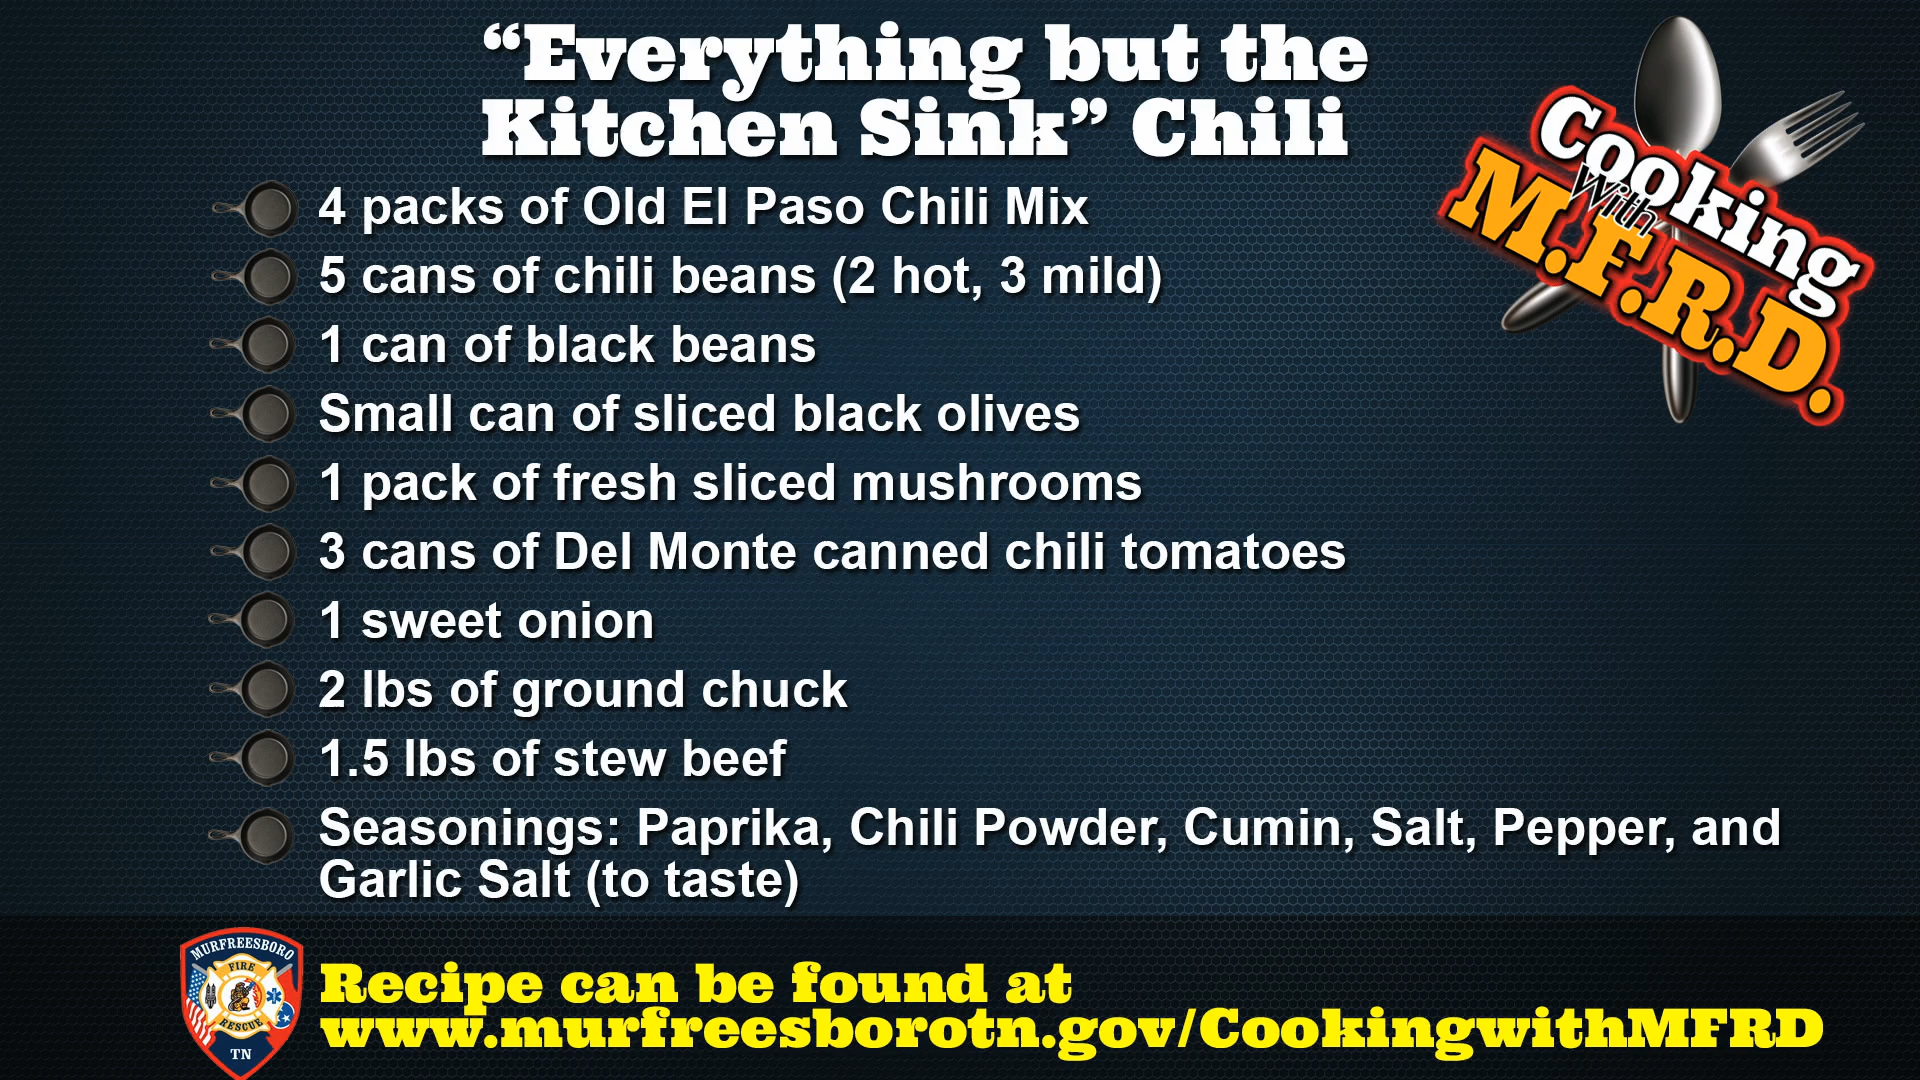 “Everything but the
Kitchen Sink” Chili
Cooking
With
M.F.R.D.
4 packs of Old El Paso Chili Mix
5 cans of chili beans (2 hot, 3 mild)
1 can of black beans
Small can of sliced black olives
1 pack of fresh sliced mushrooms
3 cans of Del Monte canned chili tomatoes
1 sweet onion
2 lbs of ground chuck
1.5 lbs of stew beef
Seasonings: Paprika, Chili Powder, Cumin, Salt, Pepper, and
Garlic Salt (to taste)
MURFREESBORO
FIRE
RESCUE
TN
Recipe can be found at
www.murfreesborotn.gov/CookingwithMFRD